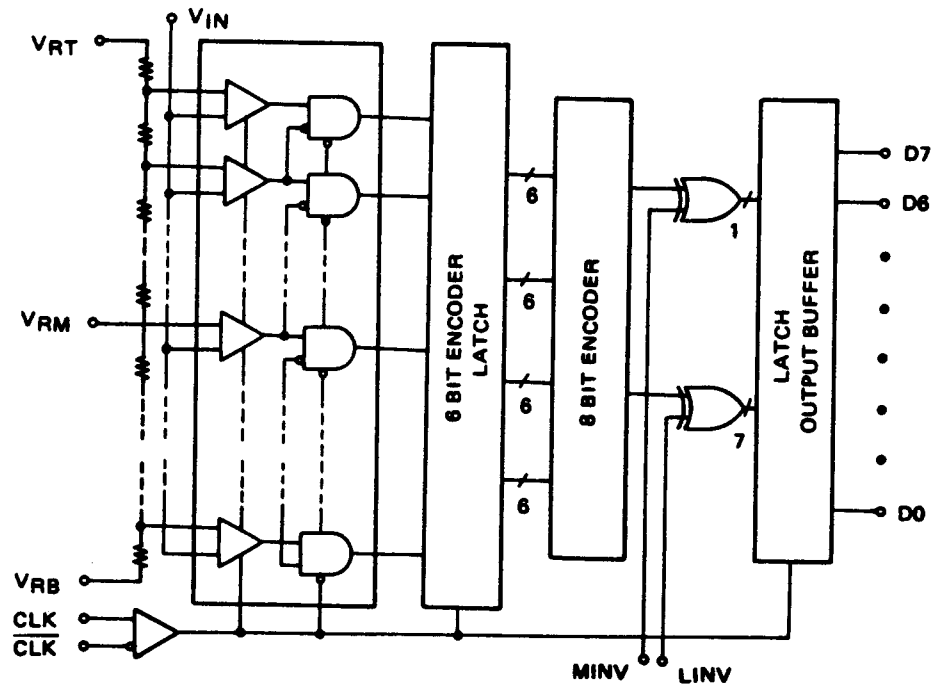 VIN
VRT
VRM
VRB
CLK
CLK
6 BIT ENCODER
LATCH
6
6
6
6
8 BIT ENCODER
1
7
MINV
LINV
LATCH
OUTPUT BUFFER
D7
D6
D0